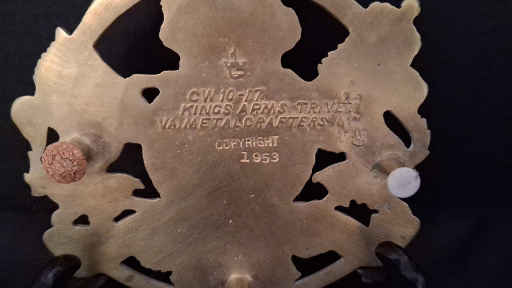 CW 10-17
KINGS ARMS TRIVET
VA METALCRAFTERS
COPYRIGHT
1953